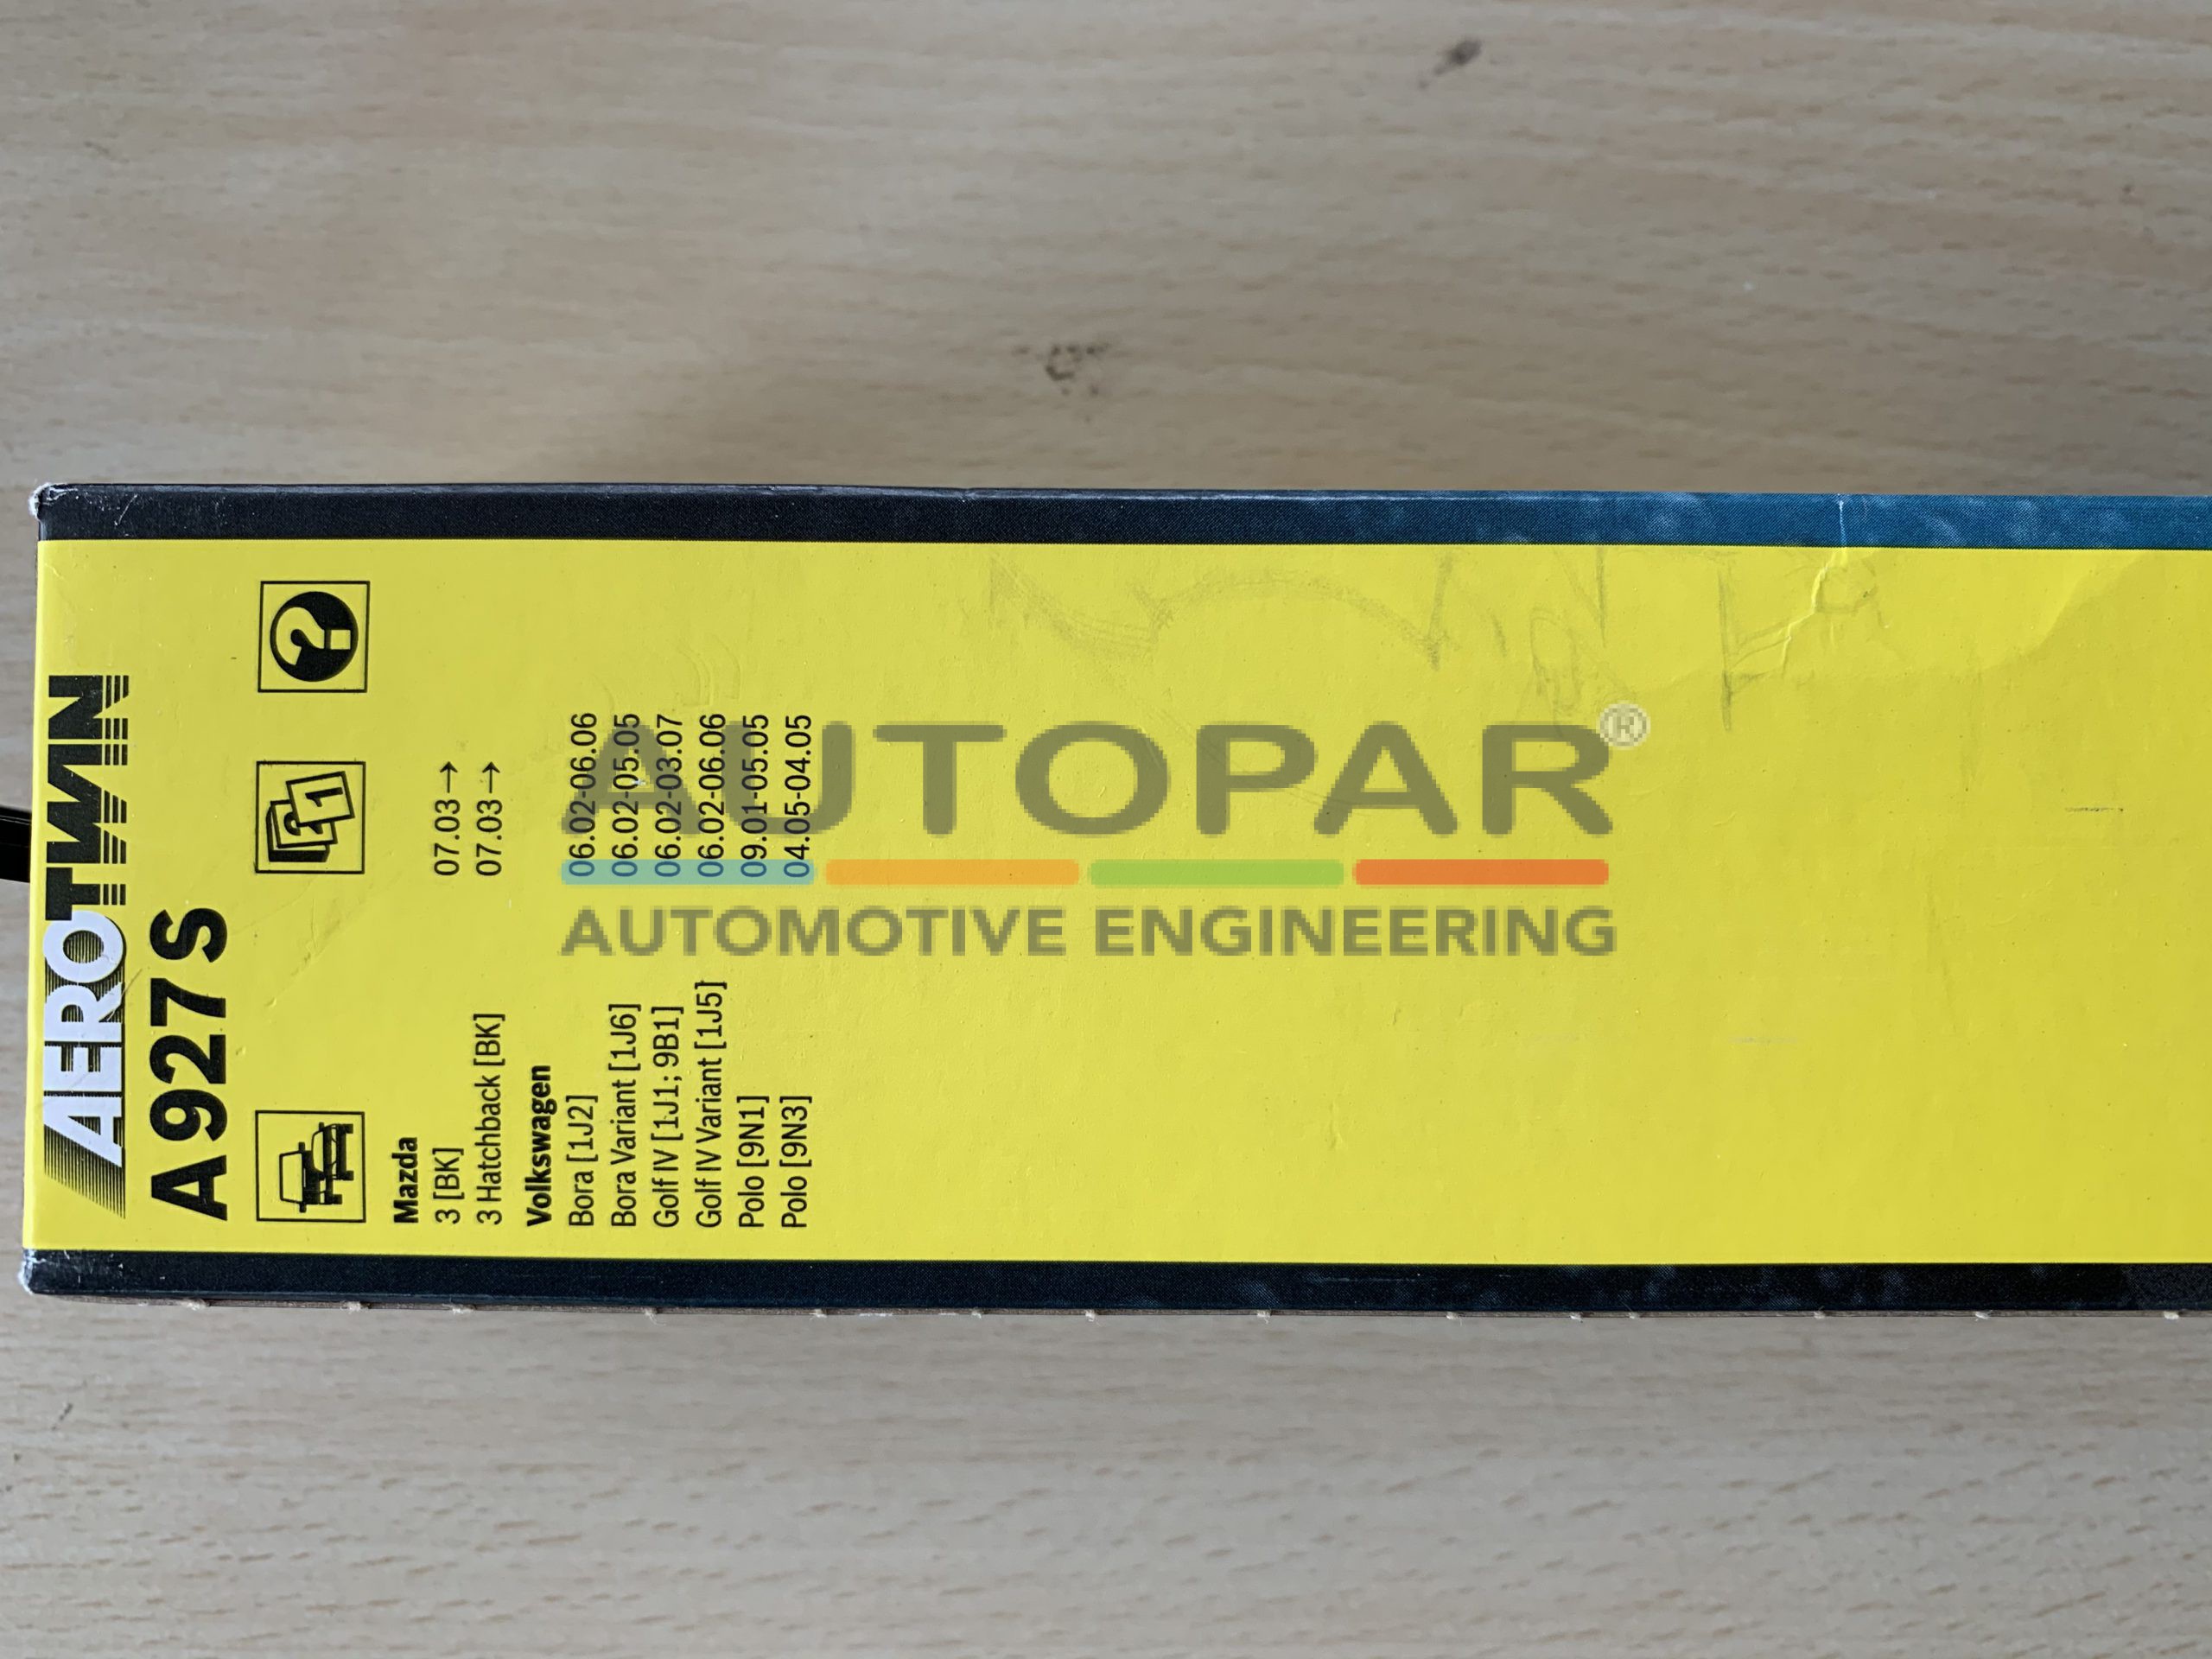 AEROTWIN
A 927 S
2 1
?
Mazda
3 [BK] 07.03→
3 Hatchback [BK] 07.03→
Volkswagen
Bora [1J2] 06.02-06.06
Bora Variant [1J6] 06.02-05.05
Golf IV [1J1; 9B1] 06.02-03.07
Golf IV Variant [1J5] 06.02-06.06
Polo [9N1] 09.01-05.05
Polo [9N3] 04.05-04.05
AUTOPAR®
AUTOMOTIVE ENGINEERING